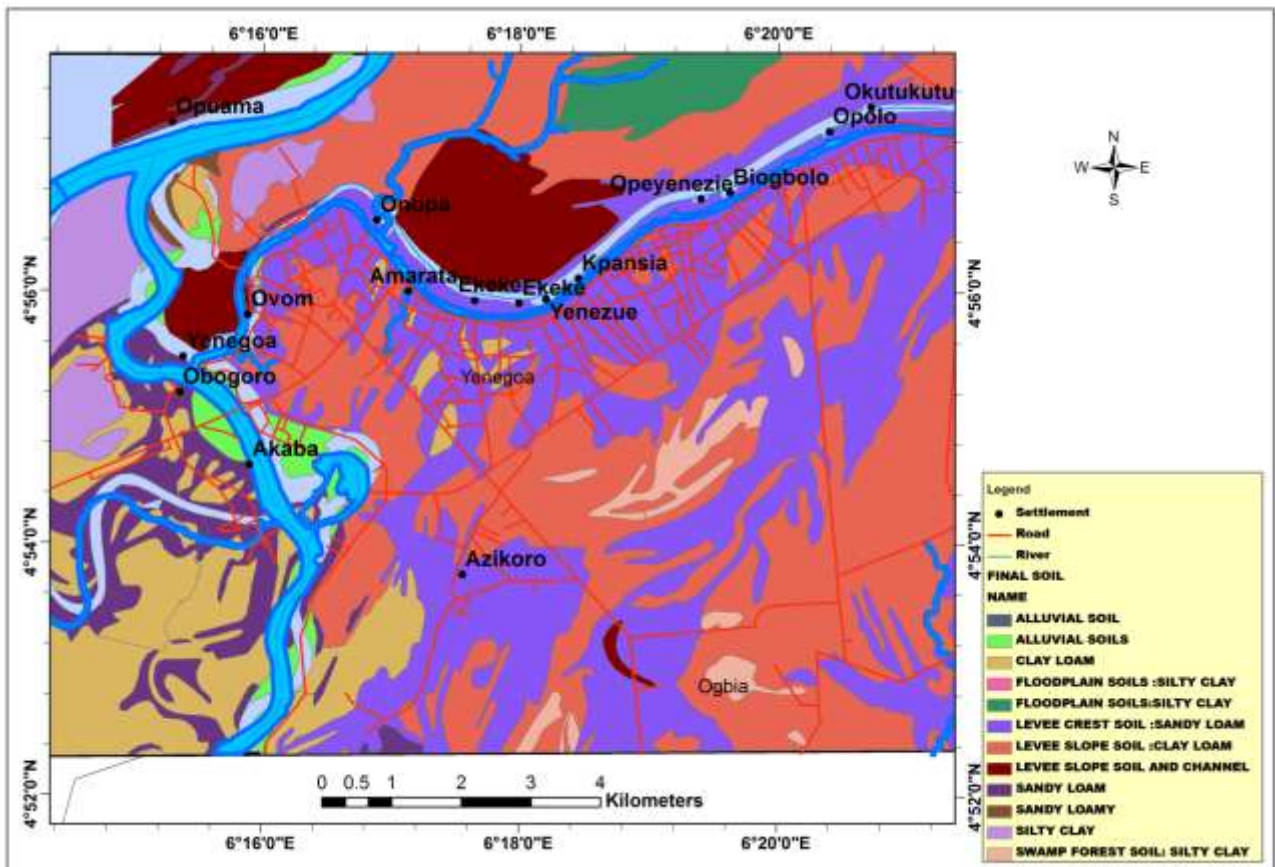 6°16'0"E 6°18'0"E 6°20'0"E
Okutukutu
Opuama
Opolo
N
W E
S
Opeyenezie Biogbolo
Onopa
4°56'0"N Amarata Ekeke Ekeke Kpansia 4°56'0"N
Ovom
Yenezue
Yenegoa
Yenegoa
Obogoro
Akaba
4°54'0"N Azikoro 4°54'0"N
Ogbia
Legend
Settlement
Road
River
FINAL SOIL
NAME
ALLUVIAL SOIL
ALLUVIAL SOILS
CLAY LOAM
FLOODPLAIN SOILS :SILTY CLAY
FLOODPLAIN SOILS:SILTY CLAY
LEVEE CREST SOIL :SANDY LOAM
LEVEE SLOPE SOIL :CLAY LOAM
LEVEE SLOPE SOIL AND CHANNEL
SANDY LOAM
SANDY LOAMY
SILTY CLAY
SWAMP FOREST SOIL: SILTY CLAY
0 0.5 1 2 3 4
Kilometers
4°52'0"N 4°52'0"N
6°16'0"E 6°18'0"E 6°20'0"E